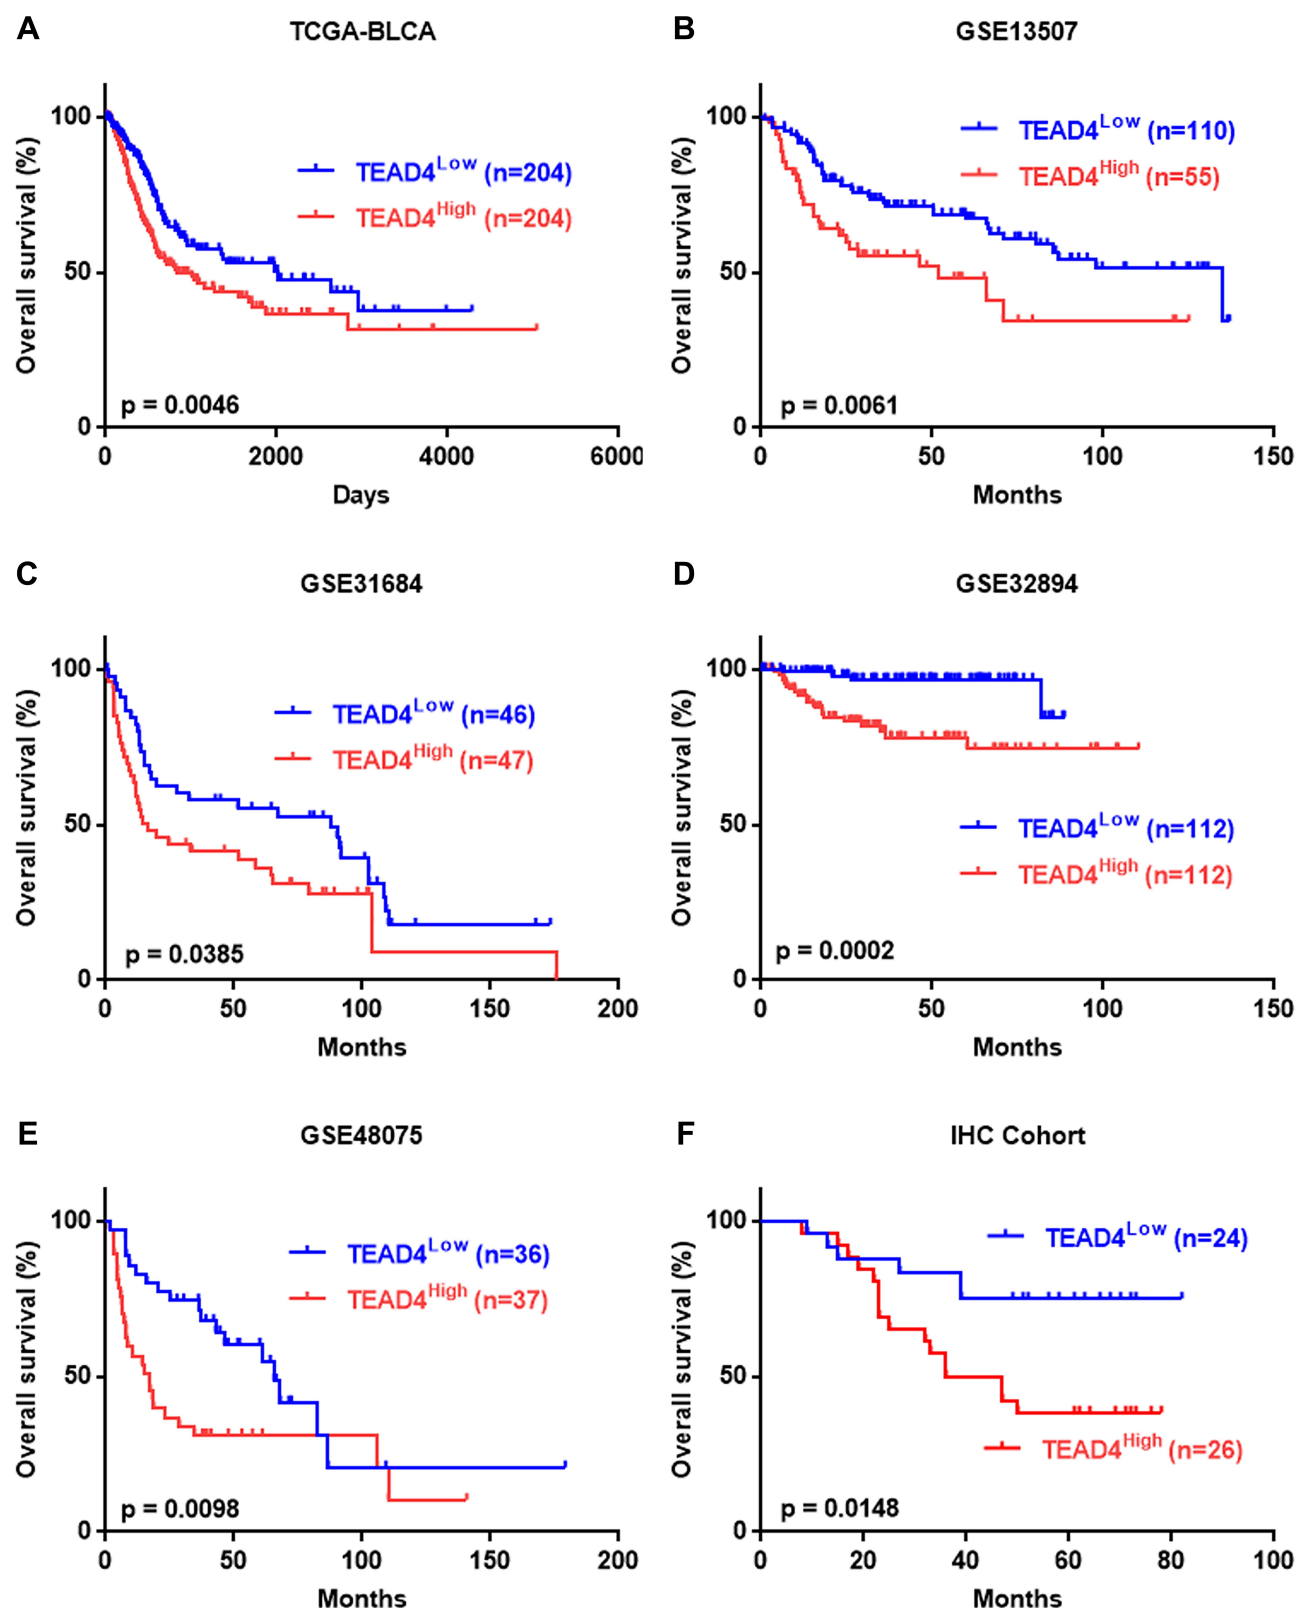 A
TCGA-BLCA
Overall survival (%)
100
50
0
TEAD4Low (n=204)
TEAD4High (n=204)
p = 0.0046
0 2000 4000 6000
Days
B
GSE13507
Overall survival (%)
100
50
0
TEAD4Low (n=110)
TEAD4High (n=55)
p = 0.0061
0 50 100 150
Months
C
GSE31684
Overall survival (%)
100
50
0
TEAD4Low (n=46)
TEAD4High (n=47)
p = 0.0385
0 50 100 150 200
Months
D
GSE32894
Overall survival (%)
100
50
0
TEAD4Low (n=112)
TEAD4High (n=112)
p = 0.0002
0 50 100 150
Months
E
GSE48075
Overall survival (%)
100
50
0
TEAD4Low (n=36)
TEAD4High (n=37)
p = 0.0098
0 50 100 150 200
Months
F
IHC Cohort
Overall survival (%)
100
50
0
TEAD4Low (n=24)
TEAD4High (n=26)
p = 0.0148
0 20 40 60 80 100
Months